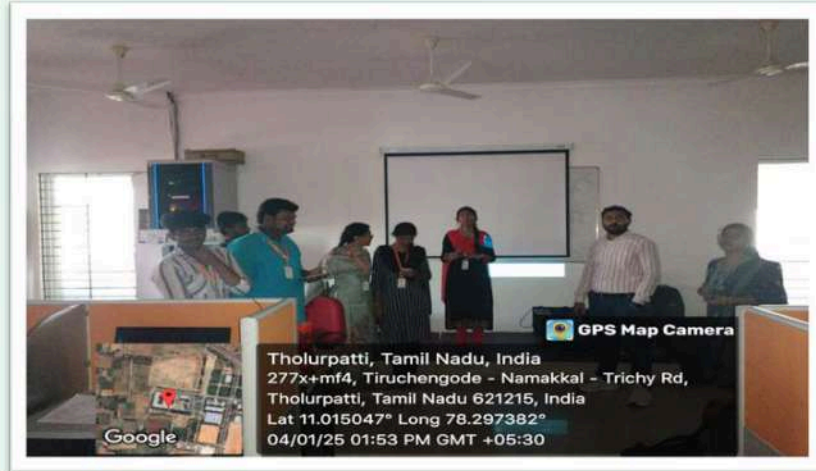 GPS Map Camera
Tholurpatti, Tamil Nadu, India
277x+mf4, Tiruchengode - Namakkal - Trichy Rd,
Tholurpatti, Tamil Nadu 621215, India
Lat 11.015047° Long 78.297382°
04/01/25 01:53 PM GMT +05:30
Google